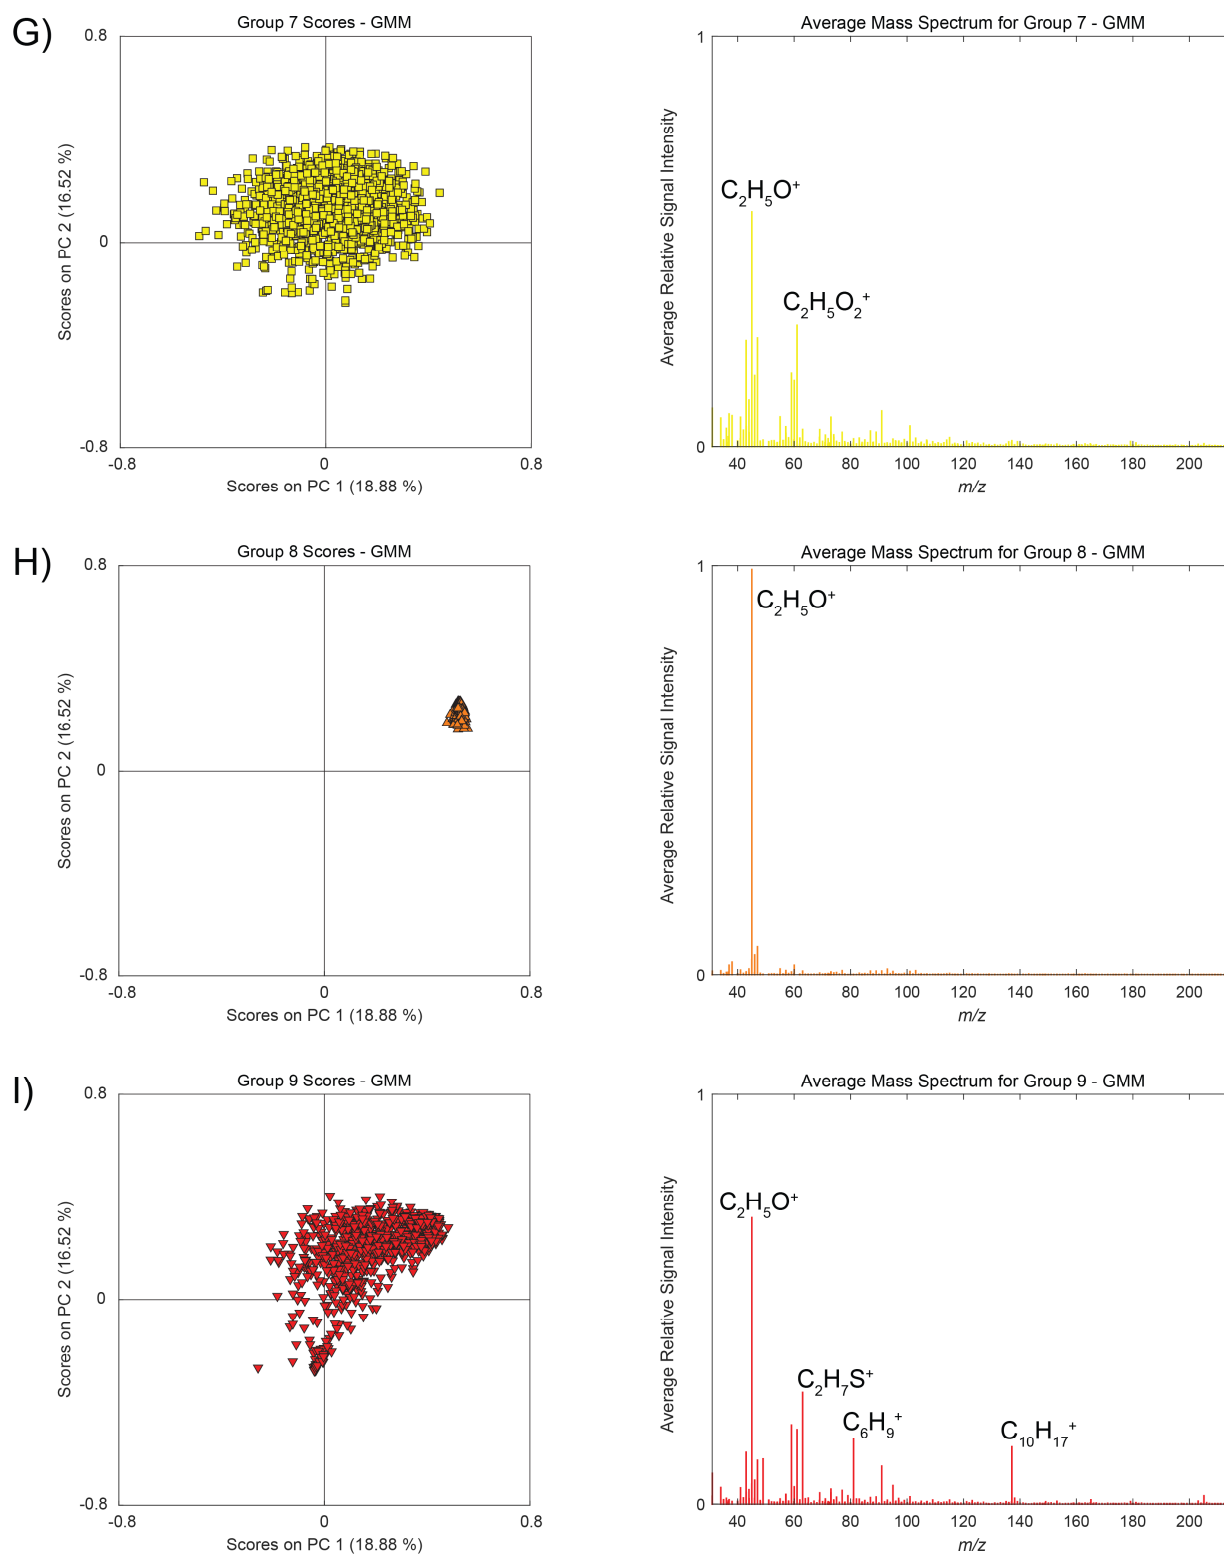 G)
Group 7 Scores - GMM
0.8
0
-0.8
-0.8 0 0.8
Scores on PC 2 (16.52 %)
Scores on PC 1 (18.88 %)
Average Mass Spectrum for Group 7 - GMM
1
0
Average Relative Signal Intensity
C₂H₅O⁺
C₂H₅O₂⁺
40 60 80 100 120 140 160 180 200
m/z
H)
Group 8 Scores - GMM
0.8
0
-0.8
-0.8 0 0.8
Scores on PC 2 (16.52 %)
Scores on PC 1 (18.88 %)
Average Mass Spectrum for Group 8 - GMM
1
0
Average Relative Signal Intensity
C₂H₅O⁺
40 60 80 100 120 140 160 180 200
m/z
I)
Group 9 Scores - GMM
0.8
0
-0.8
-0.8 0 0.8
Scores on PC 2 (16.52 %)
Scores on PC 1 (18.88 %)
Average Mass Spectrum for Group 9 - GMM
1
0
Average Relative Signal Intensity
C₂H₅O⁺
C₂H₇S⁺
C₆H₉⁺
C₁₀H₁₇⁺
40 60 80 100 120 140 160 180 200
m/z